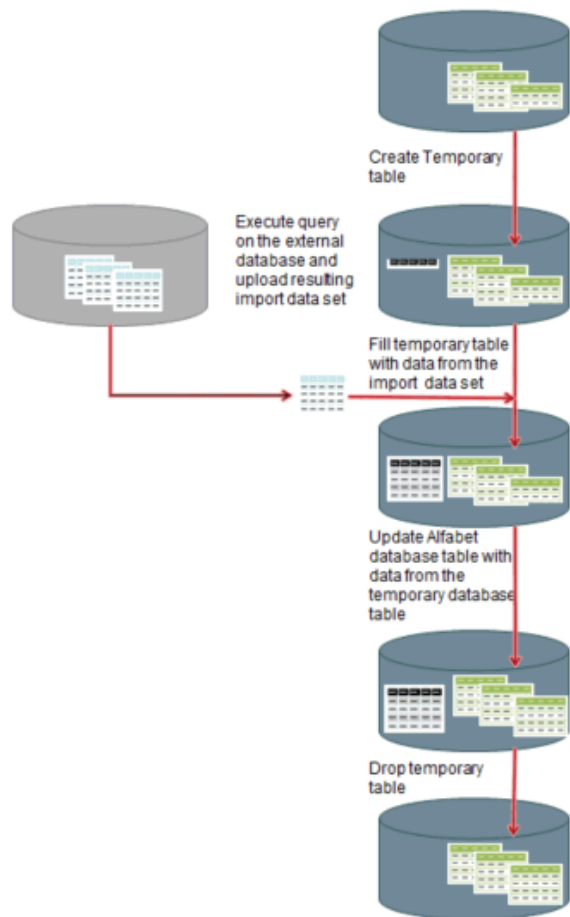 Create Temporary
table
Execute query
on the external
database and
upload resulting
import data set
Fill temporary table
with data from the
import data set
Update Alfabet
database table with
data from the
temporary database
table
Drop temporary
table